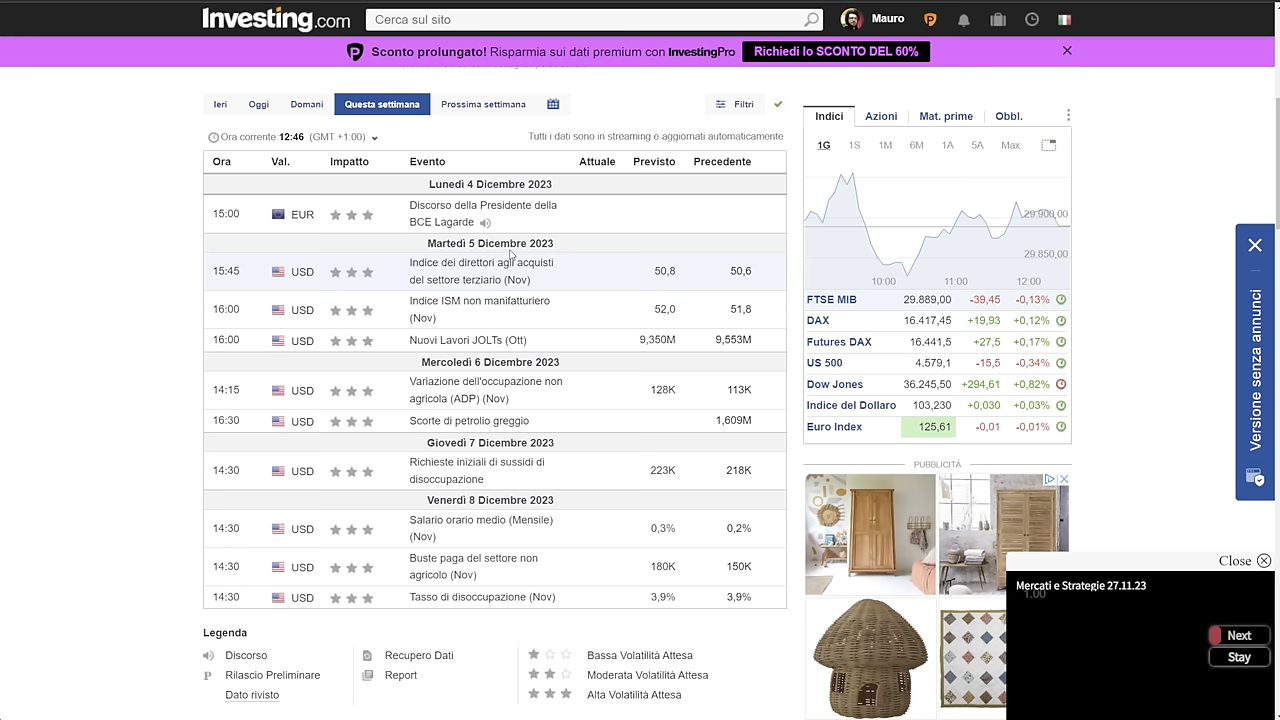 Investing.com
Cerca sul sito
Mauro
Sconto prolungato! Risparmia sui dati premium con InvestingPro
Richiedi lo SCONTO DEL 60%
Ieri Oggi Domani Questa settimana Prossima settimana
Filtri
Ora corrente: 12:46 (GMT +1:00)
Tutti i dati sono in streaming e aggiornati automaticamente
Ora Val. Impatto Evento Attuale Previsto Precedente
Lunedì 4 Dicembre 2023
15:00 EUR Discorso della Presidente della
BCE Lagarde
Martedì 5 Dicembre 2023
15:45 USD Indice dei direttori agli acquisti
del settore terziario (Nov) 50,8 50,6
16:00 USD Indice ISM non manifatturiero
(Nov) 52,0 51,8
16:00 USD Nuovi Lavori JOLTs (Ott) 9,350M 9,553M
Mercoledì 6 Dicembre 2023
14:15 USD Variazione dell'occupazione non
agricola (ADP) (Nov) 128K 113K
16:30 USD Scorte di petrolio greggio 1,609M
Giovedì 7 Dicembre 2023
14:30 USD Richieste iniziali di sussidi di
disoccupazione 223K 218K
Venerdì 8 Dicembre 2023
14:30 USD Salario orario medio (Mensile)
(Nov) 0,3% 0,2%
14:30 USD Buste paga del settore non
agricolo (Nov) 180K 150K
14:30 USD Tasso di disoccupazione (Nov) 3,9% 3,9%
Legenda
Discorso
Rilascio Preliminare
Dato rivisto
Recupero Dati
Report
Bassa Volatilità Attesa
Moderata Volatilità Attesa
Alta Volatilità Attesa
Indici Azioni Mat. prime Obbl.
1G 1S 1M 6M 1A 5A Max
29.900,00
29.850,00
10:00 11:00 12:00
FTSE MIB 29.889,00 -39,45 -0,13%
DAX 16.417,45 +19,93 +0,12%
Futures DAX 16.441,5 +27,5 +0,17%
US 500 4.579,1 -15,5 -0,34%
Dow Jones 36.245,50 +294,61 +0,82%
Indice del Dollaro 103,230 +0,030 +0,03%
Euro Index 125,61 -0,01 -0,01%
PUBBLICITÀ
Versione senza annunci
Close
Mercati e Strategie 27.11.23
1.00
Next
Stay